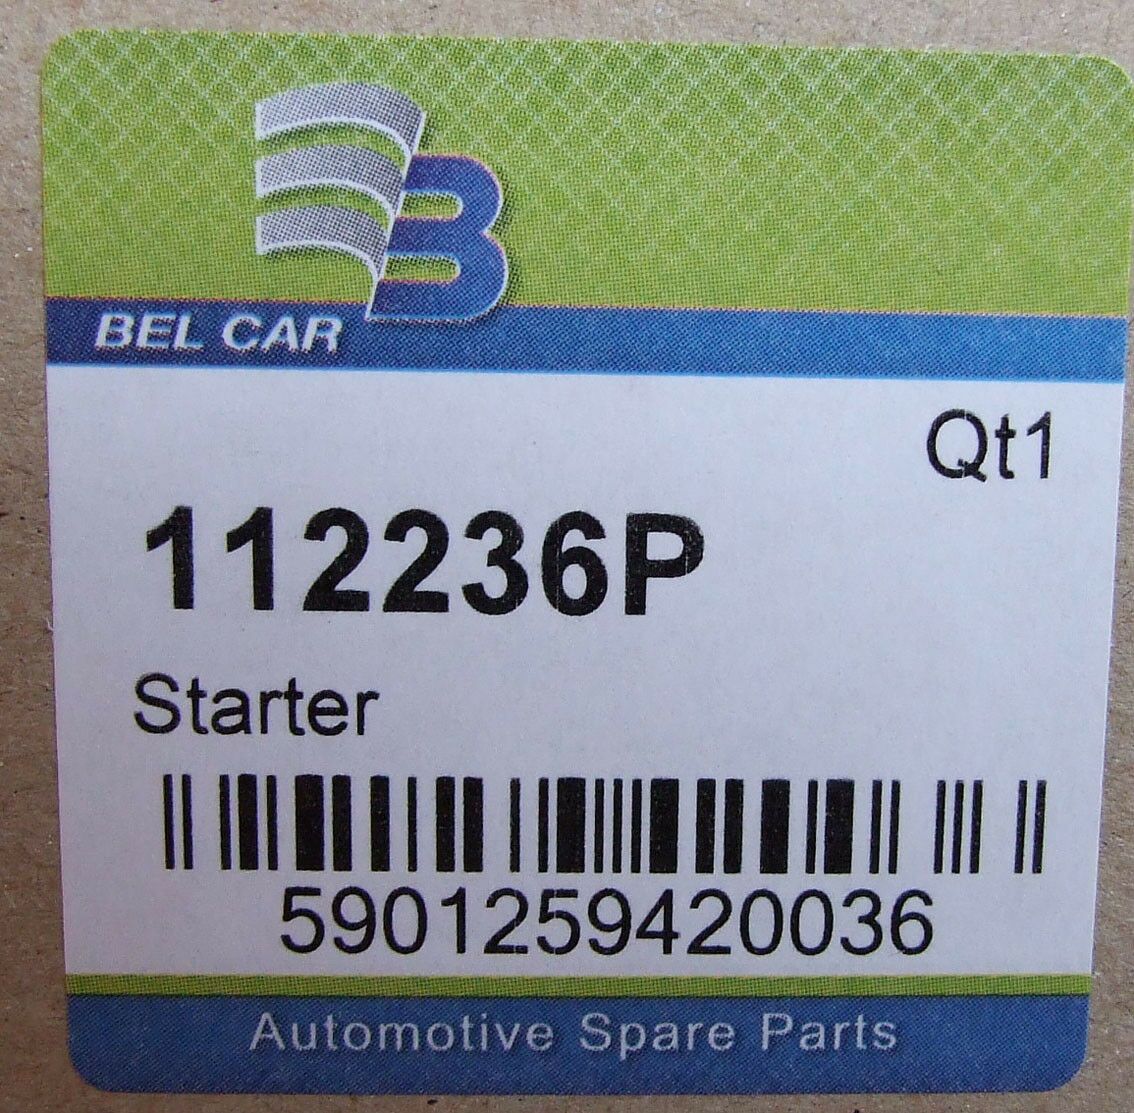 B
BEL CAR
Qt1
112236P
Starter
5901259420036
Automotive Spare Parts